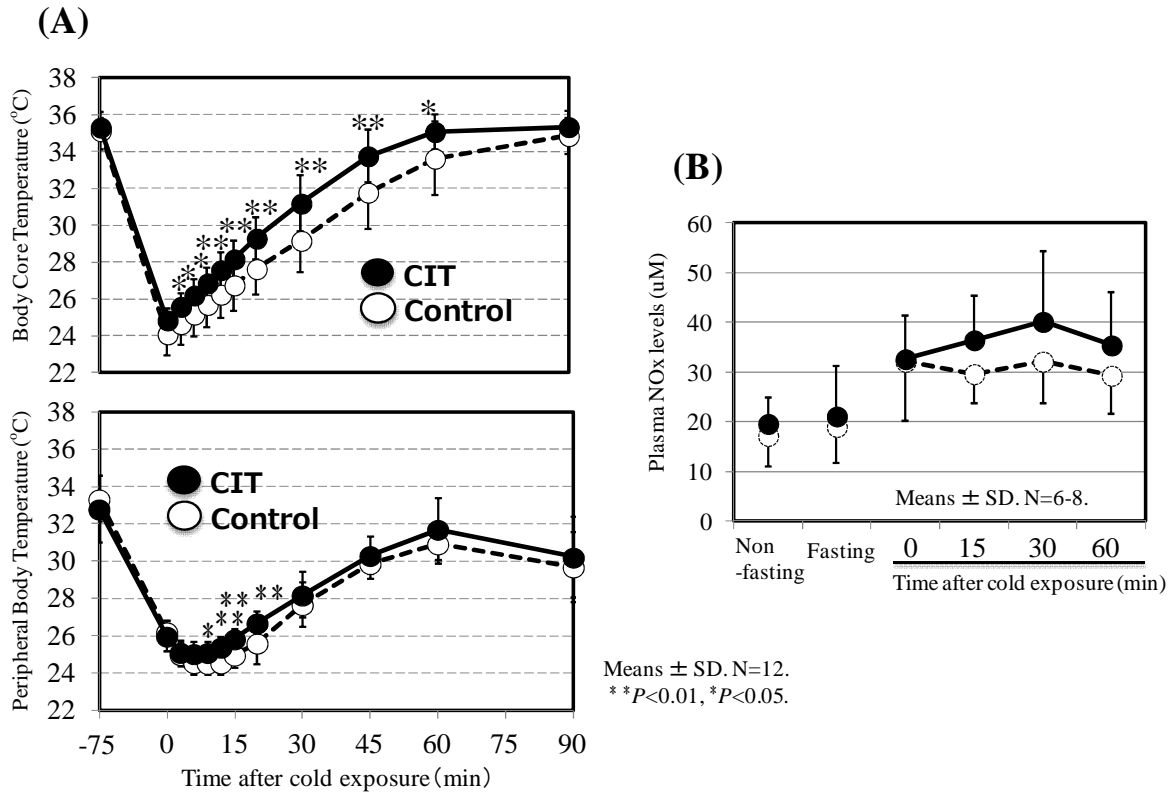 (A)
38
36
34
32
30
28
26
24
22
Body Core Temperature (°C)
* * * ** ** ** ** ** *
CIT
Control
38
36
34
32
30
28
26
24
22
Peripheral Body Temperature (°C)
CIT
Control
* ** ** **
-75 0 15 30 45 60 75 90
Time after cold exposure (min)
Means ± SD. N=12.
**P<0.01, *P<0.05.
(B)
60
50
40
30
20
10
0
Plasma NOx levels (uM)
Means ± SD. N=6-8.
Non
-fasting
Fasting
0 15 30 60
Time after cold exposure (min)